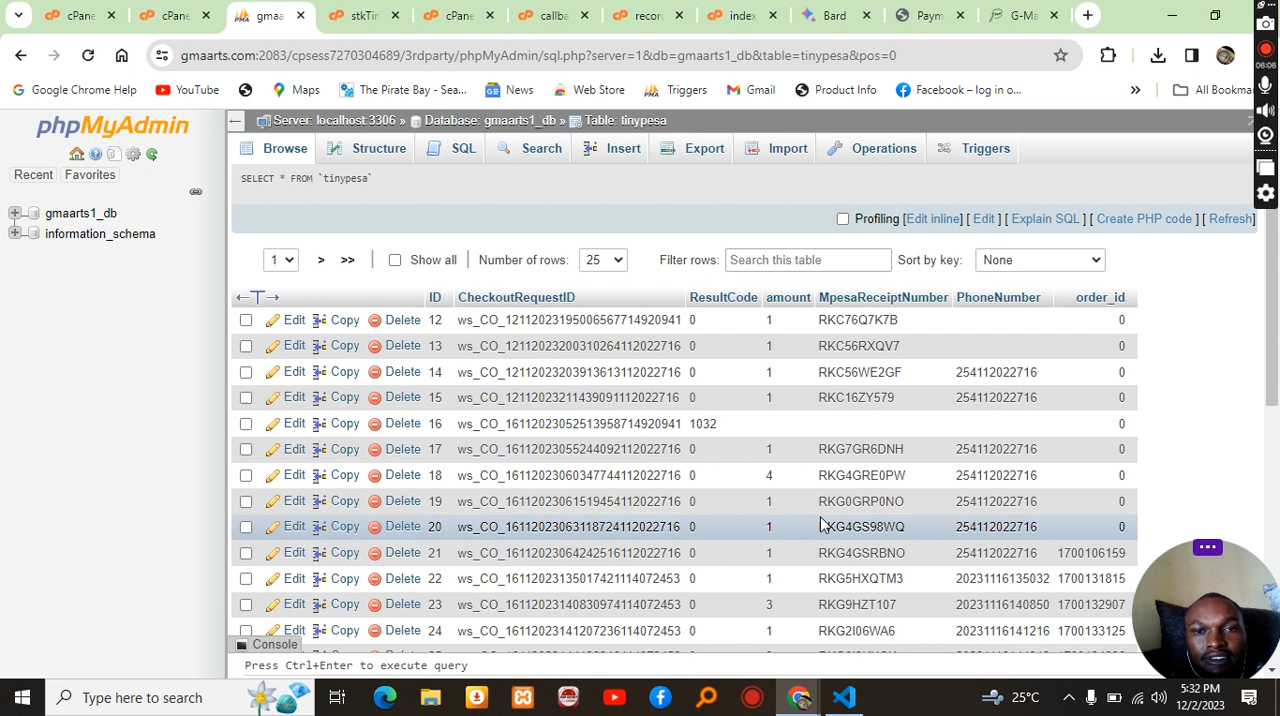 cPane
cPane
gmaa
stkTin
cPane
callba
recor
index
Bard
Paym
G-Ma
gmaarts.com:2083/cpsess7270304689/3rdparty/phpMyAdmin/sql.php?server=1&db=gmaarts1_db&table=tinypesa&pos=0
06:06
Google Chrome Help YouTube Maps The Pirate Bay - Sea... News Web Store Triggers Gmail Product Info Facebook – log in o... » All Bookma
phpMyAdmin
Server: localhost:3306 » Database: gmaarts1_db » Table: tinypesa
Browse Structure SQL Search Insert Export Import Operations Triggers
Recent Favorites
SELECT * FROM `tinypesa`
gmaarts1_db
information_schema
Profiling [Edit inline] [ Edit ] [ Explain SQL ] [ Create PHP code ] [ Refresh]
1 > >> Show all Number of rows: 25 Filter rows: Search this table Sort by key: None
ID CheckoutRequestID ResultCode amount MpesaReceiptNumber PhoneNumber order_id
Edit Copy Delete 12 ws_CO_12112023195006567714920941 0 1 RKC76Q7K7B 0
Edit Copy Delete 13 ws_CO_12112023200310264112022716 0 1 RKC56RXQV7 0
Edit Copy Delete 14 ws_CO_12112023203913613112022716 0 1 RKC56WE2GF 254112022716 0
Edit Copy Delete 15 ws_CO_12112023211439091112022716 0 1 RKC16ZY579 254112022716 0
Edit Copy Delete 16 ws_CO_16112023052513958714920941 1032 0
Edit Copy Delete 17 ws_CO_16112023055244092112022716 0 1 RKG7GR6DNH 254112022716 0
Edit Copy Delete 18 ws_CO_16112023060347744112022716 0 4 RKG4GRE0PW 254112022716 0
Edit Copy Delete 19 ws_CO_16112023061519454112022716 0 1 RKG0GRP0NO 254112022716 0
Edit Copy Delete 20 ws_CO_16112023063118724112022716 0 1 RKG4GS98WQ 254112022716 0
Edit Copy Delete 21 ws_CO_16112023064242516112022716 0 1 RKG4GSRBNO 254112022716 1700106159
Edit Copy Delete 22 ws_CO_16112023135017421114072453 0 1 RKG5HXQTM3 20231116135032 1700131815
Edit Copy Delete 23 ws_CO_16112023140830974114072453 0 3 RKG9HZT107 20231116140850 1700132907
Edit Copy Delete 24 ws_CO_16112023141207236114072453 0 1 RKG2I06WA6 20231116141216 1700133125
Console
Press Ctrl+Enter to execute query
Type here to search
25°C
5:32 PM
12/2/2023